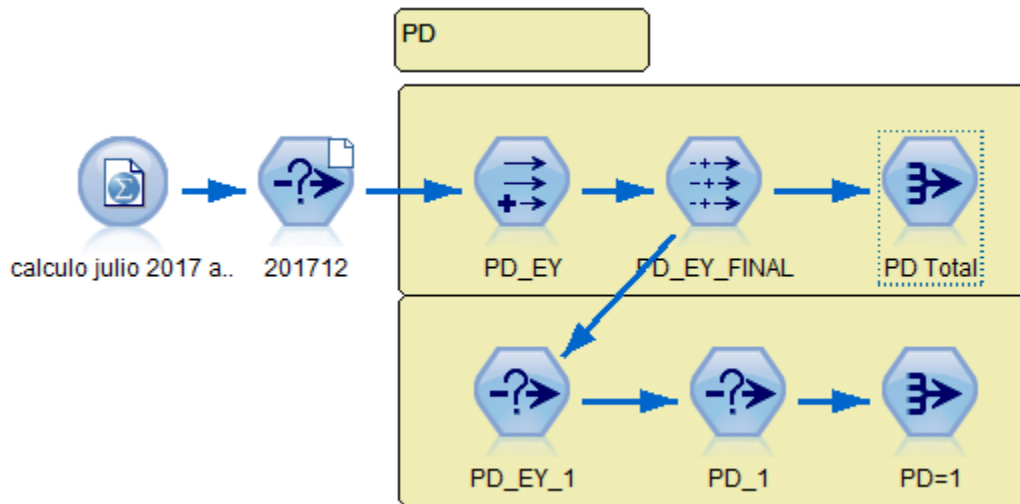 PD
calculo julio 2017 a..
201712
PD_EY
PD_EY_FINAL
PD Total
PD_EY_1
PD_1
PD=1